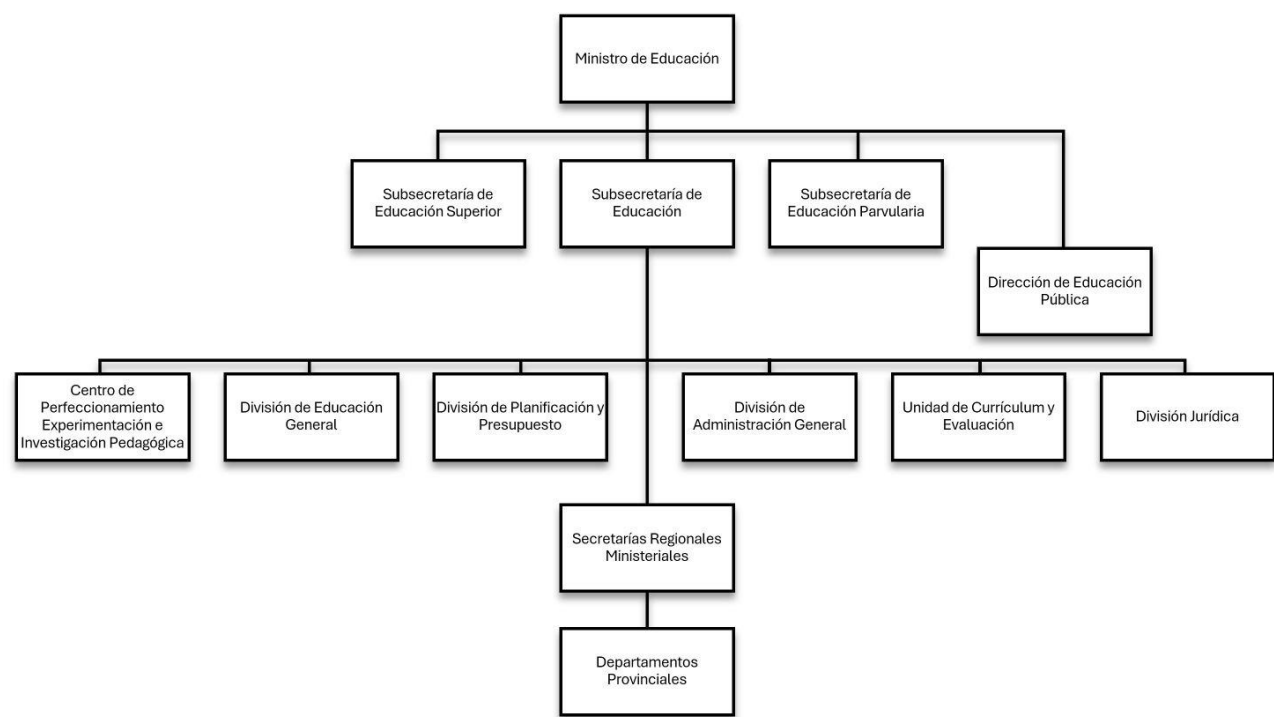 Ministro de Educación
Subsecretaría de
Educación Superior
Subsecretaría de
Educación
Subsecretaría de
Educación Parvularia
Dirección de Educación
Pública
Centro de
Perfeccionamiento
Experimentación e
Investigación Pedagógica
División de Educación
General
División de Planificación y
Presupuesto
División de
Administración General
Unidad de Currículum y
Evaluación
División Jurídica
Secretarías Regionales
Ministeriales
Departamentos
Provinciales